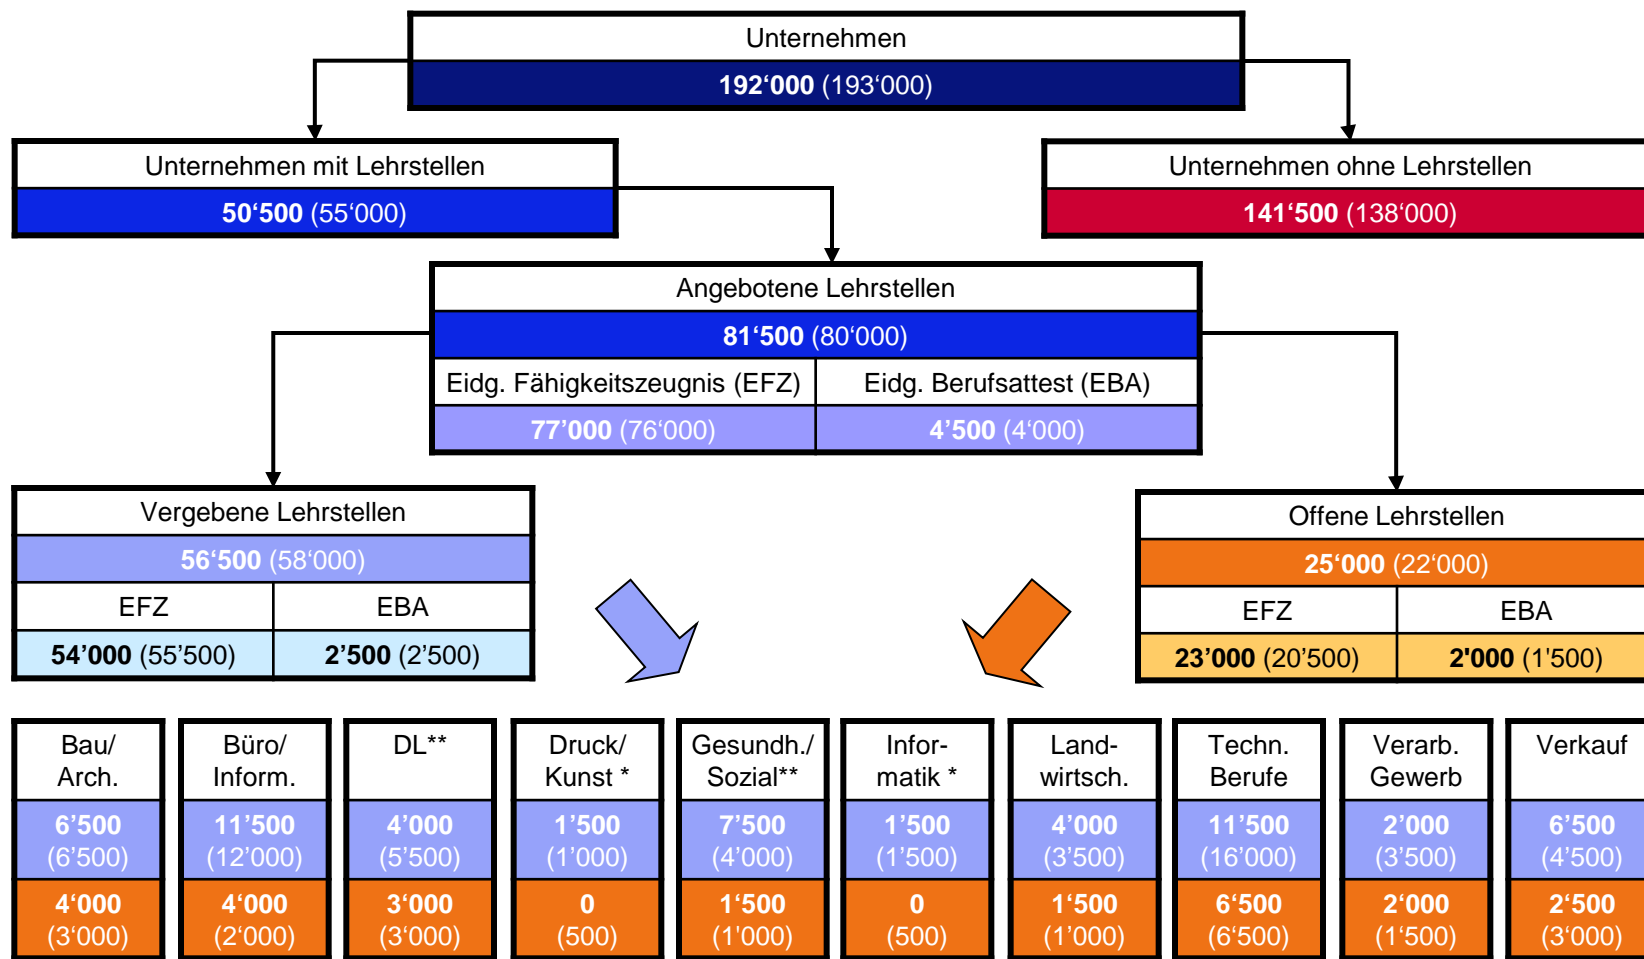 Unternehmen
192‘000 (193‘000)
Unternehmen mit Lehrstellen
50‘500 (55‘000)
Unternehmen ohne Lehrstellen
141‘500 (138‘000)
Angebotene Lehrstellen
81‘500 (80‘000)
Eidg. Fähigkeitszeugnis (EFZ)
Eidg. Berufsattest (EBA)
77’000 (76‘000)
4’500 (4‘000)
Vergebene Lehrstellen
56‘500 (58‘000)
EFZ
EBA
54’000 (55’500)
2’500 (2’500)
Offene Lehrstellen
25‘000 (22‘000)
EFZ
EBA
23’000 (20’500)
2'000 (1’500)
Bau/
Arch.
6’500
(6’500)
4‘000
(3‘000)
Büro/
Inform.
11’500
(12’000)
4‘000
(2‘000)
DL**
4’000
(5’500)
3‘000
(3‘000)
Druck/
Kunst *
1’500
(1’000)
0
(500)
Gesundh./
Sozial**
7’500
(4’000)
1’500
(1'000)
Infor-
matik *
1’500
(1’500)
0
(500)
Land-
wirtsch.
4’000
(3’500)
1’500
(1’000)
Techn.
Berufe
11’500
(16’000)
6’500
(6’500)
Verarb.
Gewerb
2’000
(3’500)
2‘000
(1’500)
Verkauf
6’500
(4’500)
2’500
(3’000)